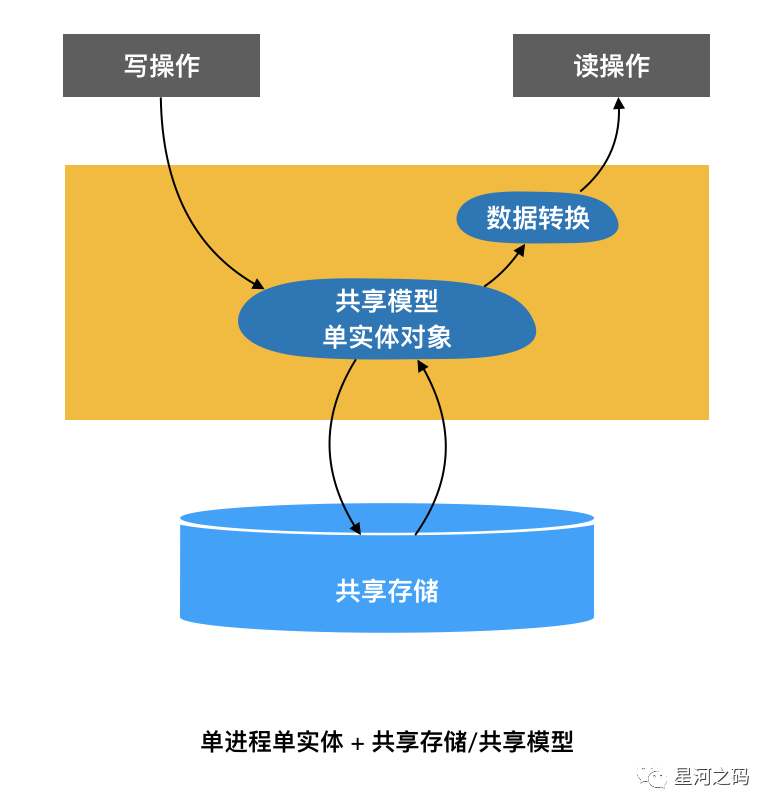 写操作
读操作
数据转换
共享模型
单实体对象
共享存储
单进程单实体 + 共享存储/共享模型
星河之码